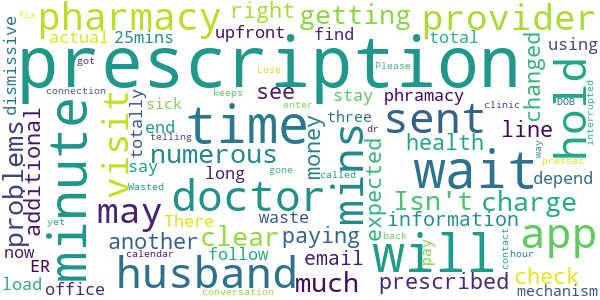 pharmacy
right
getting
provider
fix
actual
25mins
upfront
find
total
using
dismissive
prescription
changed
got
see
Lose
stay
Please
connection
keeps
enter
phramacy
clinic
DOB
interrupted
problems
minute
visit
totally
sick
time
mins
three
sent
line
hold
additional
end
telling
gone
dr
called
way
presses
numerous
money
health
wait
say
long
expected
Wasted
doctor
Isn't
charge
depend
may
There
waste
information
app
yet
another
clear
paying
will
back
contact
hour
now
ER
follow
email
pay
check
load
husband
much
prescribed
office
calendar
conversation
mechanism